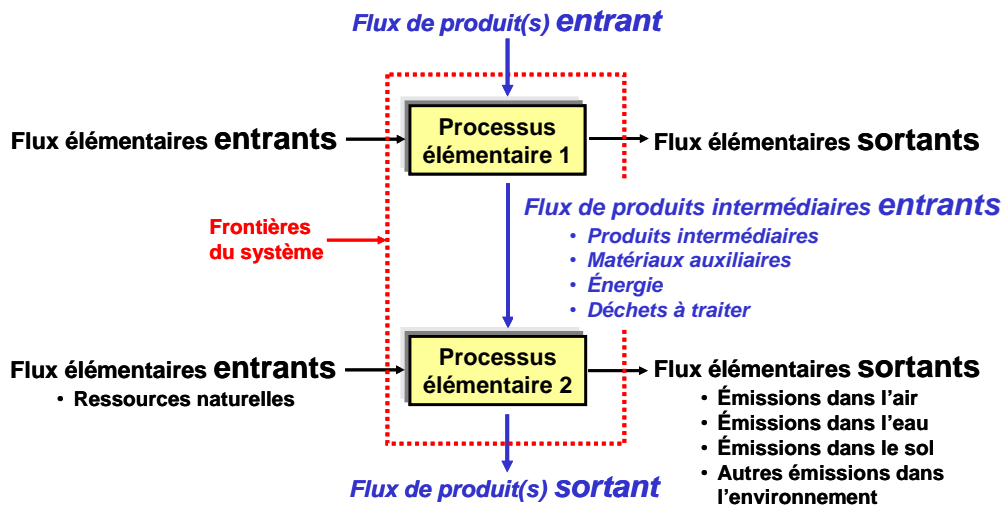 Flux de produit(s) entrant
Flux élémentaires entrants
Processus
élémentaire 1
Flux élémentaires sortants
Frontières
du système
Flux de produits intermédiaires entrants
• Produits intermédiaires
• Matériaux auxiliaires
• Énergie
• Déchets à traiter
Flux élémentaires entrants
• Ressources naturelles
Processus
élémentaire 2
Flux élémentaires sortants
• Émissions dans l'air
• Émissions dans l'eau
• Émissions dans le sol
• Autres émissions dans
l'environnement
Flux de produit(s) sortant